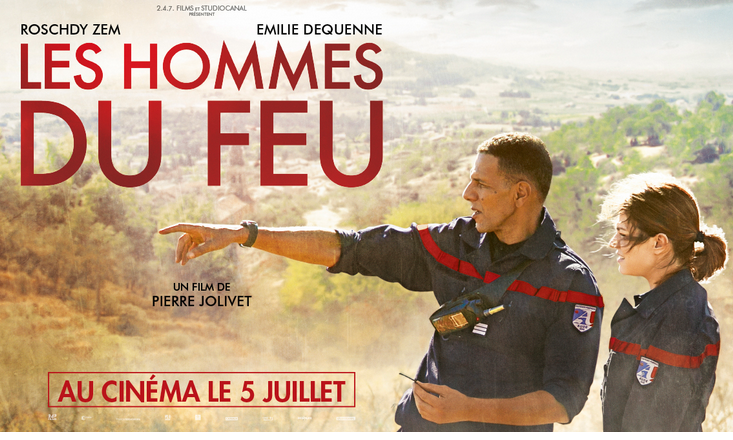 2.4.7. FILMS ET STUDIOCANAL
PRÉSENTENT
ROSCHDY ZEM
EMILIE DEQUENNE
LES HOMMES
DU FEU
UN FILM DE
PIERRE JOLIVET
AU CINÉMA LE 5 JUILLET